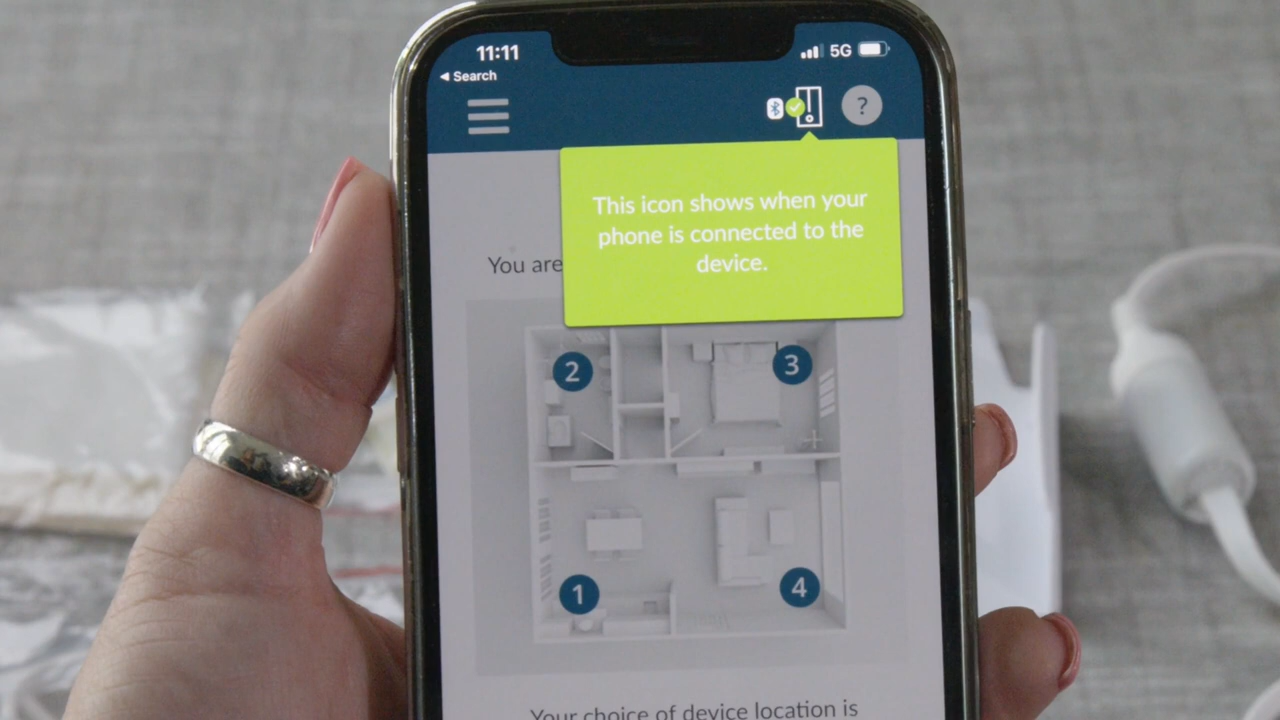 11:11
5G
◀ Search
?
This icon shows when your
phone is connected to the
device.
You are
2
3
1
4
Your choice of device location is